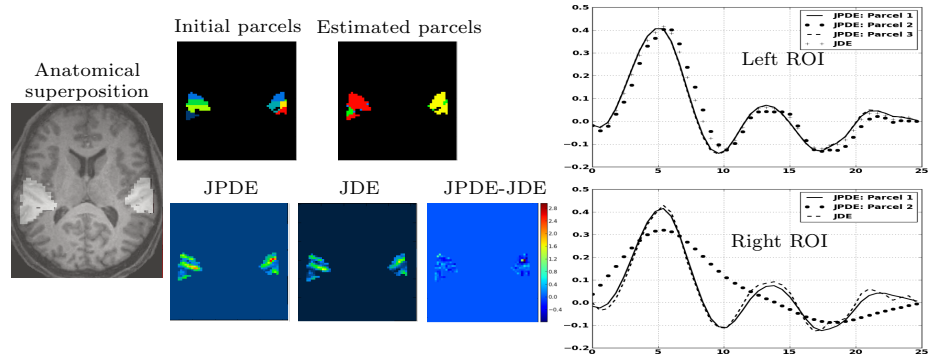 Initial parcels
Estimated parcels
Anatomical
superposition
JPDE
JDE
JPDE-JDE
2.8
2.4
2.0
1.6
1.2
0.8
0.4
0.0
−0.4
0.5
0.4
0.3
0.2
0.1
0.0
−0.1
−0.2
0
5
10
15
20
25
JPDE: Parcel 1
JPDE: Parcel 2
JPDE: Parcel 3
JDE
Left ROI
0.5
0.4
0.3
0.2
0.1
0.0
−0.1
−0.2
0
5
10
15
20
25
JPDE: Parcel 1
JPDE: Parcel 2
JDE
Right ROI